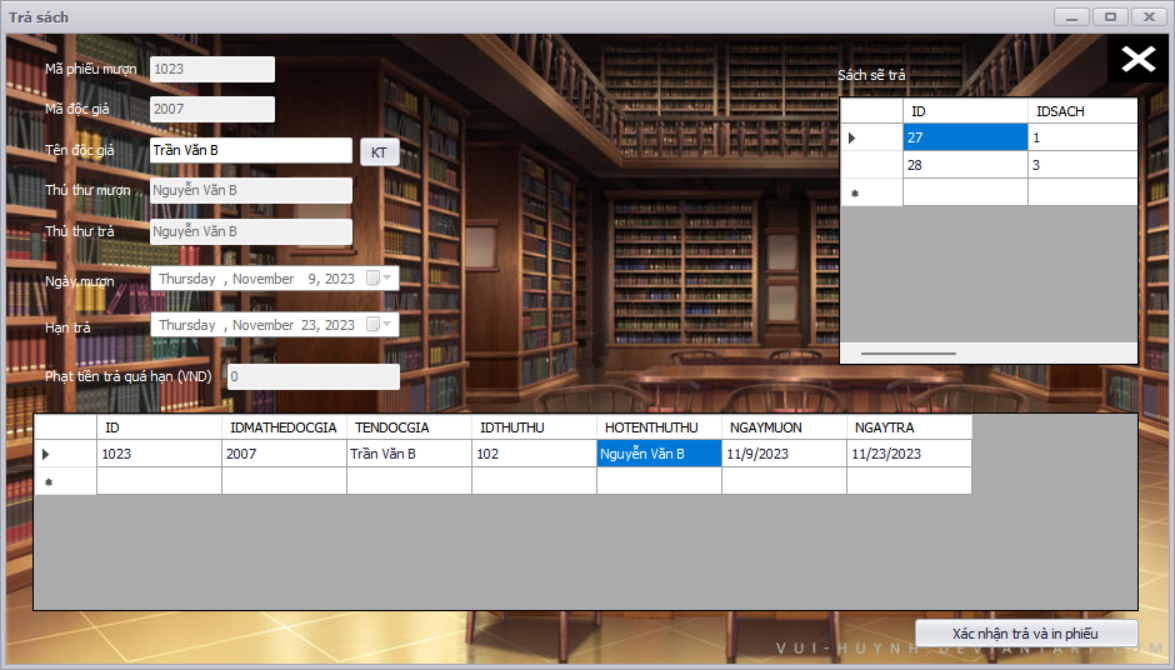 Trả sách
Mã phiếu mượn 1023
Mã độc giả 2007
Tên độc giả Trần Văn B KT
Thủ thư mượn Nguyễn Văn B
Thủ thư trả Nguyễn Văn B
Ngày mượn Thursday , November 9, 2023
Hạn trả Thursday , November 23, 2023
Phạt tiền trả quá hạn (VND) 0
Sách sẽ trả
ID IDSACH
27 1
28 3
ID IDMATHEDOCGIA TENDOCGIA IDTHUTHU HOTENTHUTHU NGAYMUON NGAYTRA
1023 2007 Trần Văn B 102 Nguyễn Văn B 11/9/2023 11/23/2023
Xác nhận trả và in phiếu
VUI-HUYNH.DEVIANTART.COM